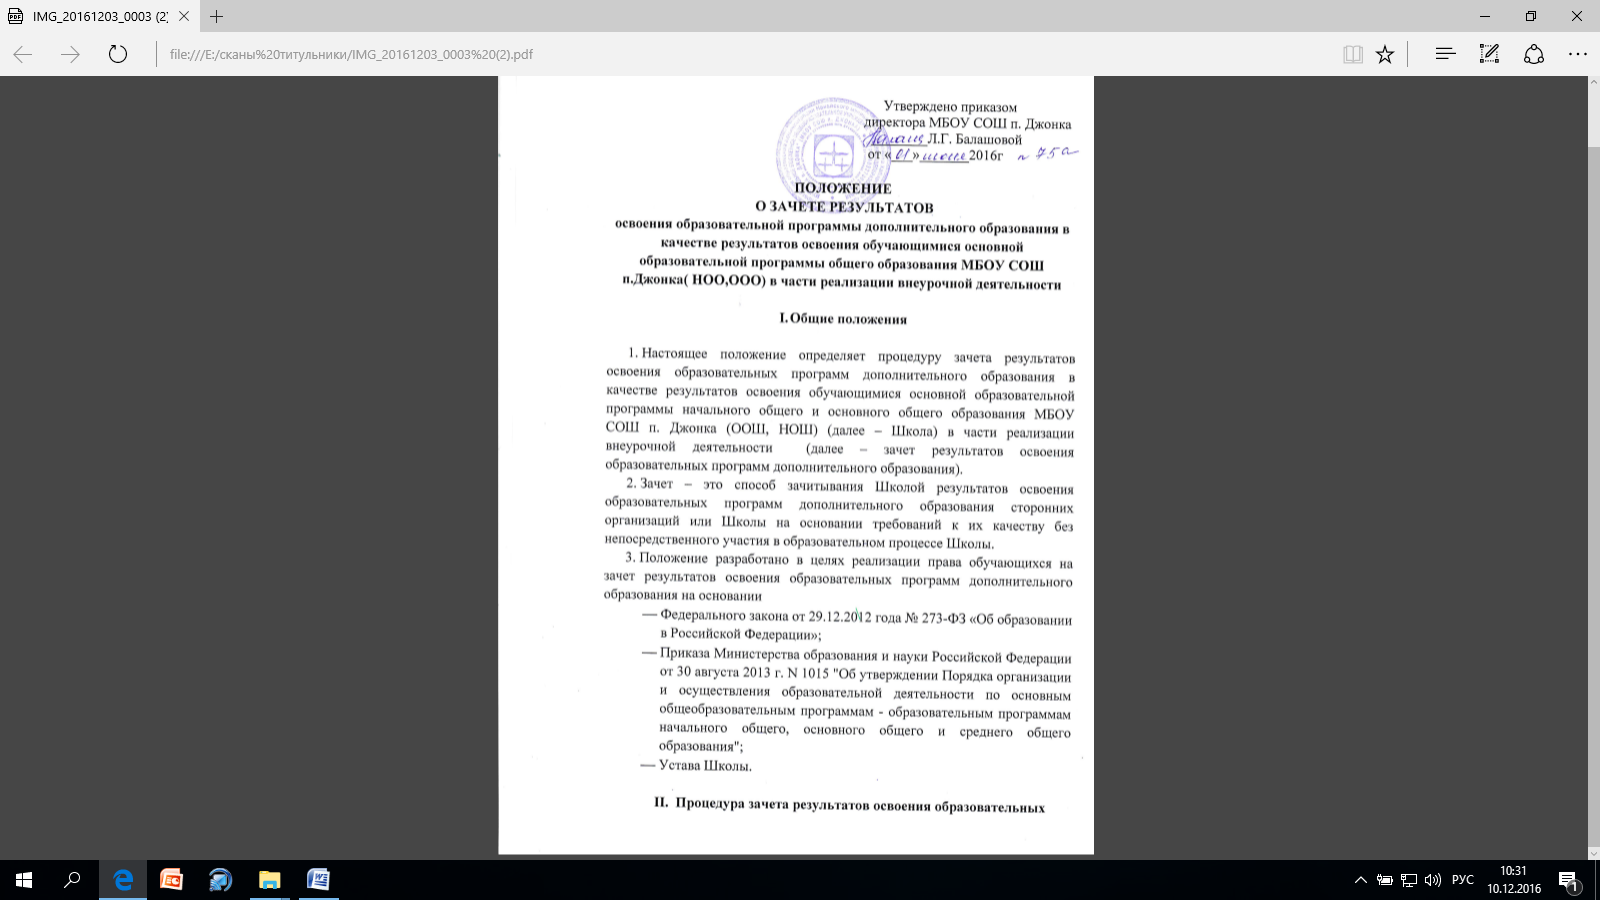 IMG_20161203_0003 (2)
file:///E:/сканы%20титульники/IMG_20161203_0003%20(2).pdf
Утверждено приказом
директора МБОУ СОШ п. Джонка
Л.Г. Балашовой
от «01» июня 2016г № 75а
ПОЛОЖЕНИЕ
О ЗАЧЕТЕ РЕЗУЛЬТАТОВ
освоения образовательной программы дополнительного образования в
качестве результатов освоения обучающимися основной
образовательной программы общего образования МБОУ СОШ
п.Джонка( НОО,ООО) в части реализации внеурочной деятельности
I. Общие положения
1. Настоящее положение определяет процедуру зачета результатов
освоения образовательных программ дополнительного образования в
качестве результатов освоения обучающимися основной образовательной
программы начального общего и основного общего образования МБОУ
СОШ п. Джонка (ООШ, НОШ) (далее – Школа) в части реализации
внеурочной деятельности (далее – зачет результатов освоения
образовательных программ дополнительного образования).
2. Зачет – это способ зачитывания Школой результатов освоения
образовательных программ дополнительного образования сторонних
организаций или Школы на основании требований к их качеству без
непосредственного участия в образовательном процессе Школы.
3. Положение разработано в целях реализации права обучающихся на
зачет результатов освоения образовательных программ дополнительного
образования на основании
— Федерального закона от 29.12.2012 года № 273-ФЗ «Об образовании
в Российской Федерации»;
— Приказа Министерства образования и науки Российской Федерации
от 30 августа 2013 г. N 1015 "Об утверждении Порядка организации
и осуществления образовательной деятельности по основным
общеобразовательным программам - образовательным программам
начального общего, основного общего и среднего общего
образования";
— Устава Школы.
II. Процедура зачета результатов освоения образовательных
РУС
10:31
10.12.2016
1